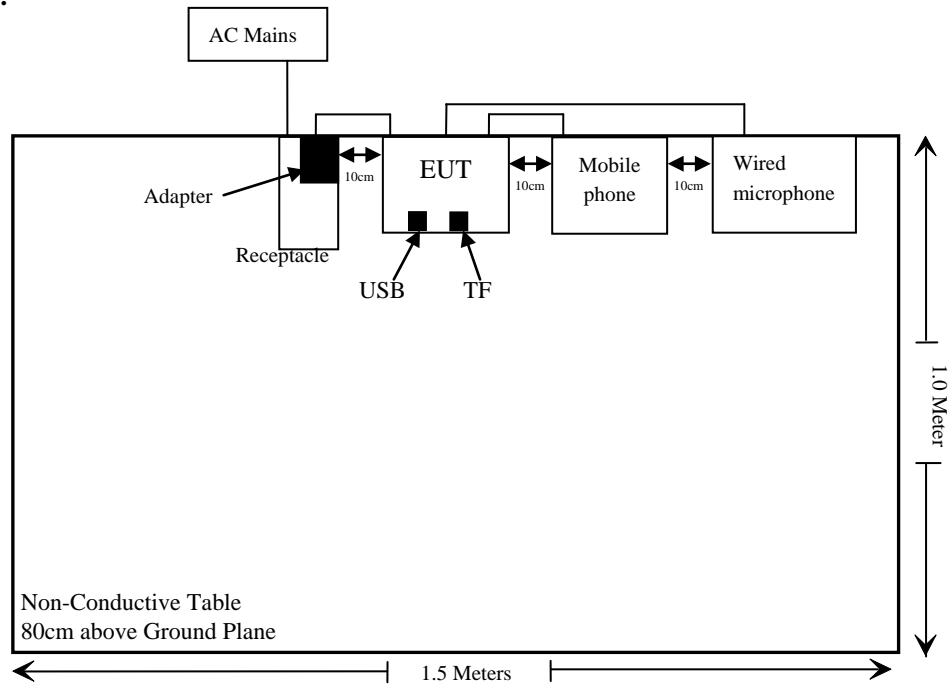 AC Mains
Adapter
10cm
EUT
10cm
Mobile
phone
10cm
Wired
microphone
Receptacle
USB
TF
1.0 Meter
Non-Conductive Table
80cm above Ground Plane
1.5 Meters